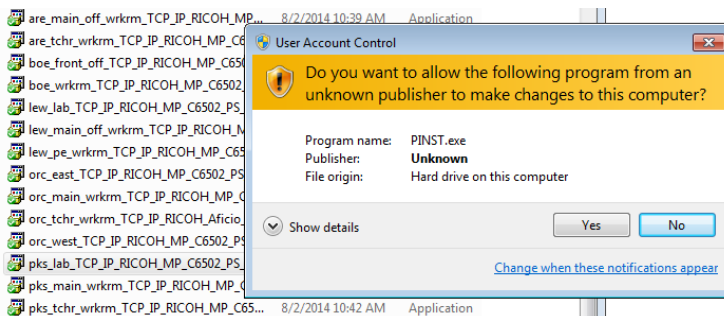 are_main_off_wrkrm_TCP_IP_RICOH_MP... 8/2/2014 10:39 AM Application
are_tchr_wrkrm_TCP_IP_RICOH_MP_C6
boe_front_off_TCP_IP_RICOH_MP_C650
boe_wrkrm_TCP_IP_RICOH_MP_C6502_
lew_lab_TCP_IP_RICOH_MP_C6502_PS_
lew_main_off_wrkrm_TCP_IP_RICOH_M
lew_pe_wrkrm_TCP_IP_RICOH_MP_C65
orc_east_TCP_IP_RICOH_MP_C6502_PS
orc_main_wrkrm_TCP_IP_RICOH_MP_C
orc_tchr_wrkrm_TCP_IP_RICOH_Aficio_
orc_west_TCP_IP_RICOH_MP_C6502_PS
pks_lab_TCP_IP_RICOH_MP_C6502_PS_
pks_main_wrkrm_TCP_IP_RICOH_MP_C
pks_tchr_wrkrm_TCP_IP_RICOH_MP_C65... 8/2/2014 10:42 AM Application
User Account Control
Do you want to allow the following program from an
unknown publisher to make changes to this computer?
Program name: PINST.exe
Publisher: Unknown
File origin: Hard drive on this computer
Show details
Yes No
Change when these notifications appear